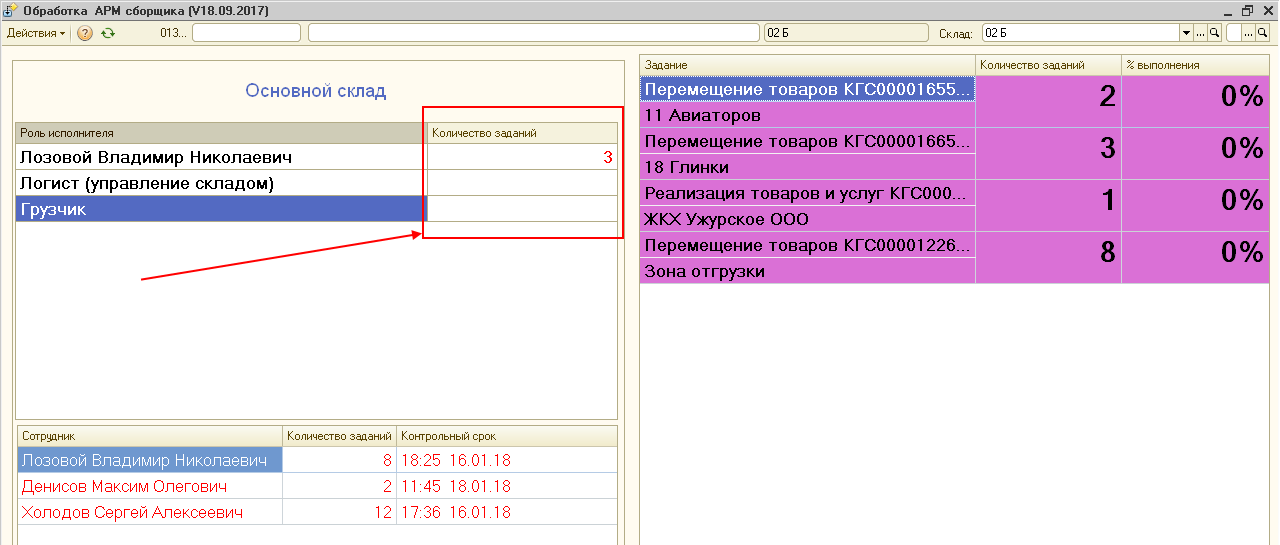 Обработка АРМ сборщика (V18.09.2017)
Действия 013... 02 Б Склад: 02 Б
Основной склад
Роль исполнителя Количество заданий
Лозовой Владимир Николаевич 3
Логист (управление складом)
Грузчик
Сотрудник Количество заданий Контрольный срок
Лозовой Владимир Николаевич 8 18:25 16.01.18
Денисов Максим Олегович 2 11:45 18.01.18
Холодов Сергей Алексеевич 12 17:36 16.01.18
Задание Количество заданий % выполнения
Перемещение товаров КГС00001655... 2 0%
11 Авиаторов
Перемещение товаров КГС00001665... 3 0%
18 Глинки
Реализация товаров и услуг КГС000... 1 0%
ЖКХ Ужурское ООО
Перемещение товаров КГС00001226... 8 0%
Зона отгрузки